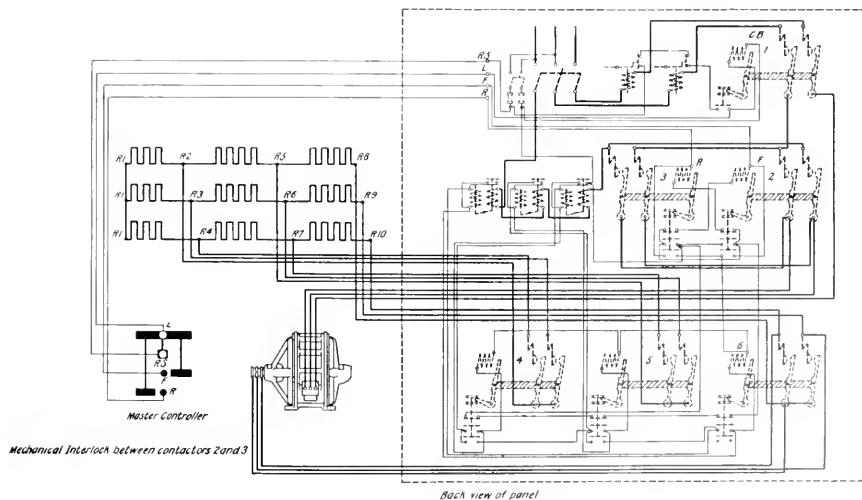 CB
1
RS
L
F
R
R1 R2 R5 R8
R1 R3 R6 R9
R1 R4 R7 R10
3 R F 2
4 5 6
L
RS
F
R
Master Controller
Mechanical Interlock between contactors 2 and 3
Back view of panel